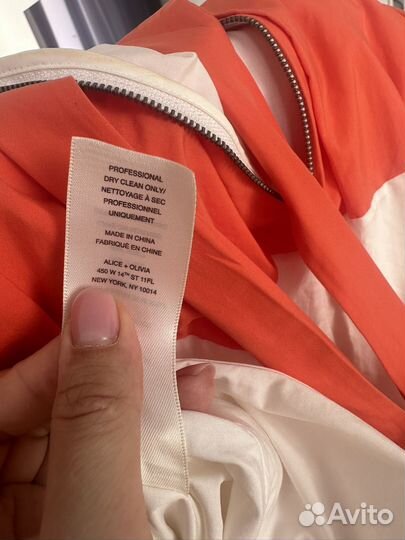 PROFESSIONAL
DRY CLEAN ONLY/
NETTOYAGE À SEC
PROFESSIONNEL
UNIQUEMENT
MADE IN CHINA
FABRIQUÉ EN CHINE
ALICE + OLIVIA
450 W 14TH ST 11FL
NEW YORK, NY 10014
Avito